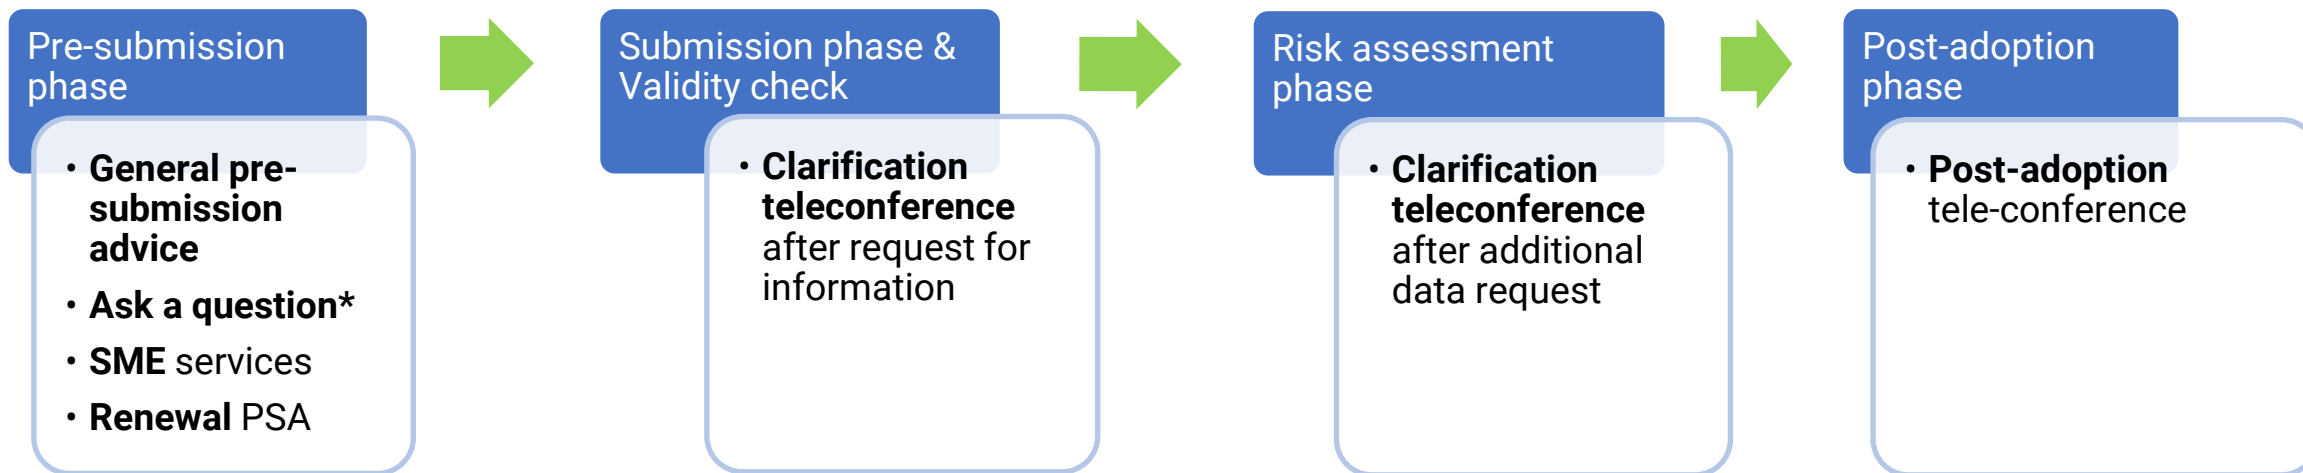 Pre-submission
phase
• General pre-
submission
advice
• Ask a question*
• SME services
• Renewal PSA
Submission phase &
Validity check
• Clarification
teleconference
after request for
information
Risk assessment
phase
• Clarification
teleconference
after additional
data request
Post-adoption
phase
• Post-adoption
tele-conference